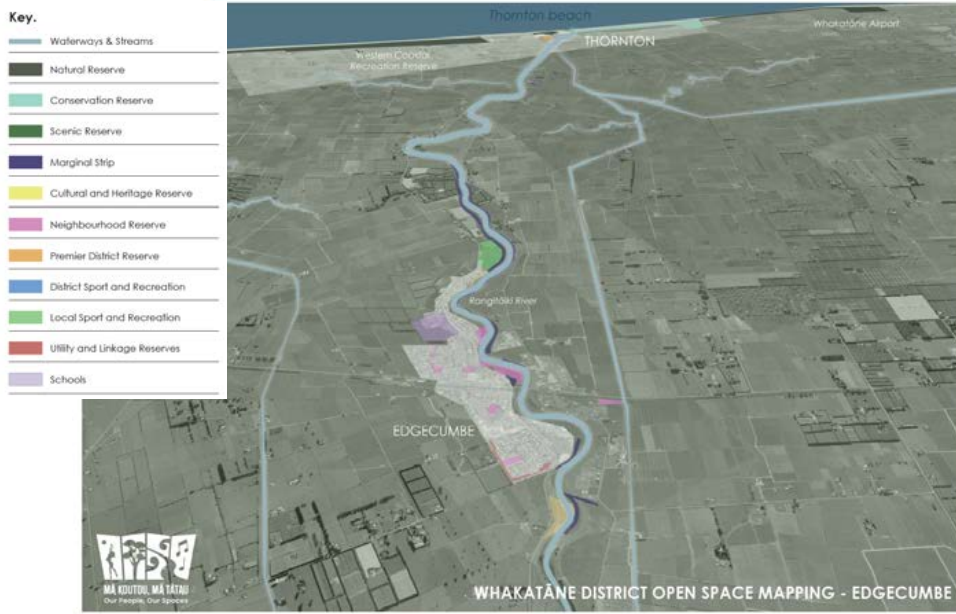 Key.
Waterways & Streams
Natural Reserve
Conservation Reserve
Scenic Reserve
Marginal Strip
Cultural and Heritage Reserve
Neighbourhood Reserve
Premier District Reserve
District Sport and Recreation
Local Sport and Recreation
Utility and Linkage Reserves
Schools
Thornton beach
Whakatāne Airport
THORNTON
Western Coastal
Recreation Reserve
Rangitāiki River
EDGECUMBE
MĀ KOUTOU, MĀ TĀTAU
Our People, Our Spaces
WHAKATĀNE DISTRICT OPEN SPACE MAPPING - EDGECUMBE